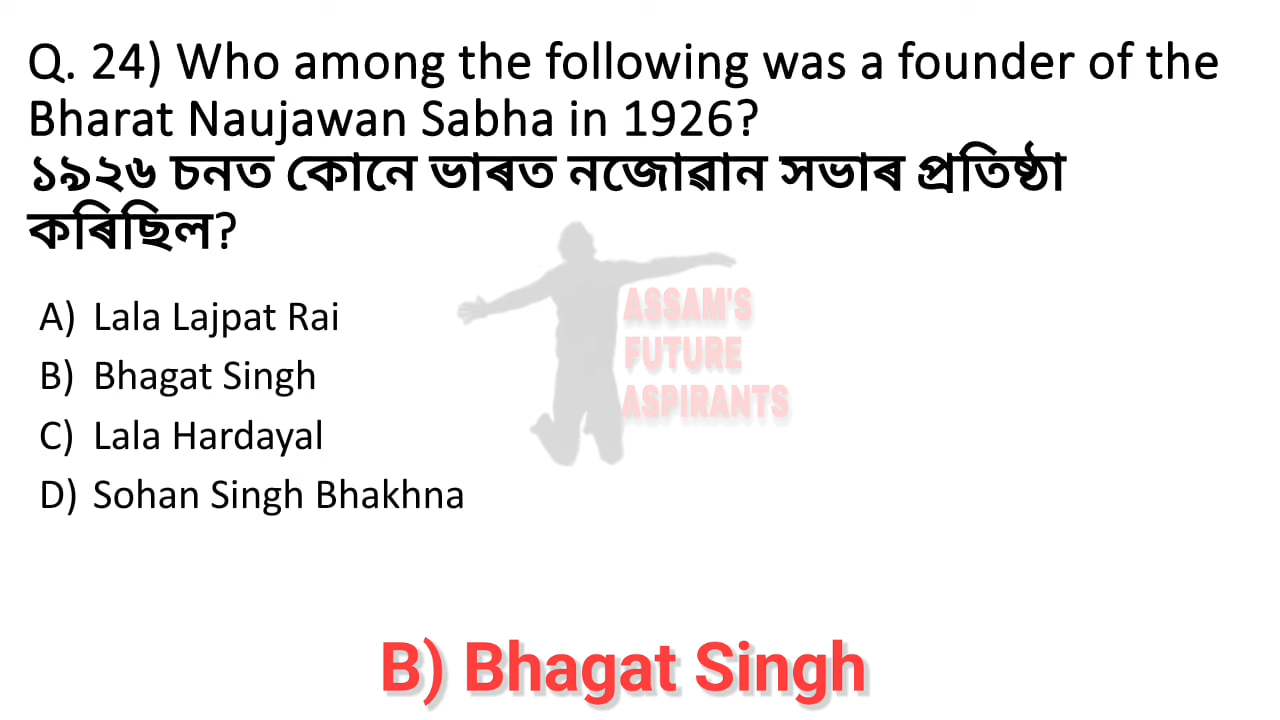 Q. 24) Who among the following was a founder of the
Bharat Naujawan Sabha in 1926?
১৯২৬ চনত কোনে ভাৰত নজোৱান সভাৰ প্ৰতিষ্ঠা
কৰিছিল?
A) Lala Lajpat Rai
B) Bhagat Singh
C) Lala Hardayal
D) Sohan Singh Bhakhna
ASSAM'S
FUTURE
ASPIRANTS
B) Bhagat Singh